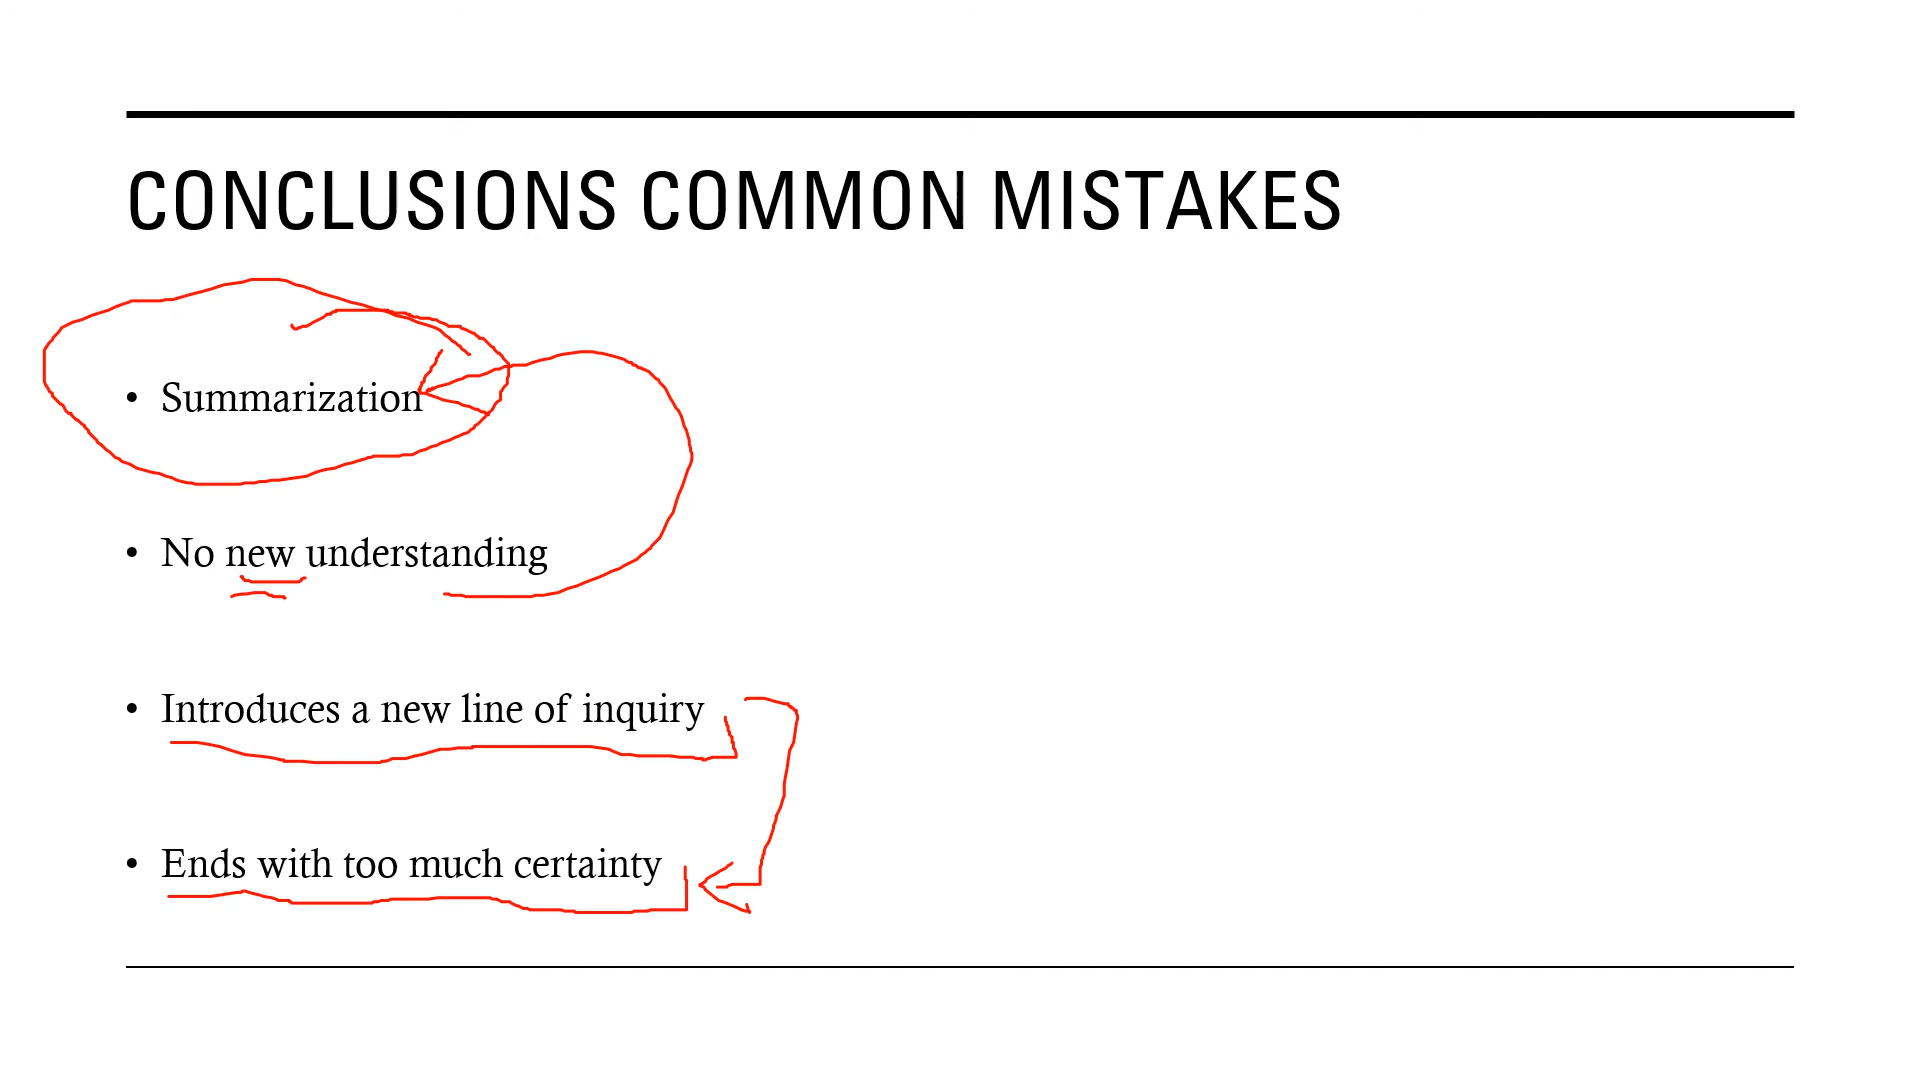 CONCLUSIONS COMMON MISTAKES
• Summarization
• No new understanding
• Introduces a new line of inquiry
• Ends with too much certainty